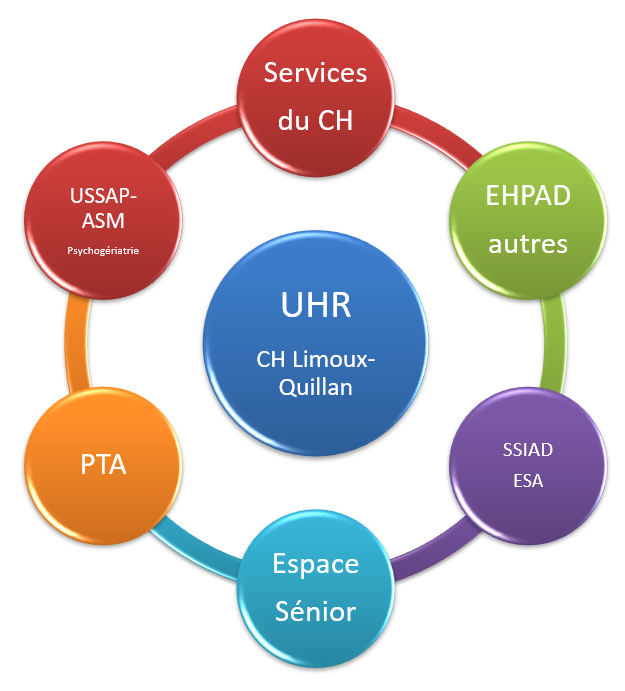 Services
du CH
EHPAD
autres
SSIAD
ESA
Espace
Sénior
PTA
USSAP-
ASM
Psychogériatrie
UHR
CH Limoux-
Quillan